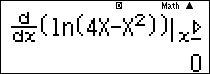 D Math ▲
d/dx(ln(4X-X²))|x▷
0